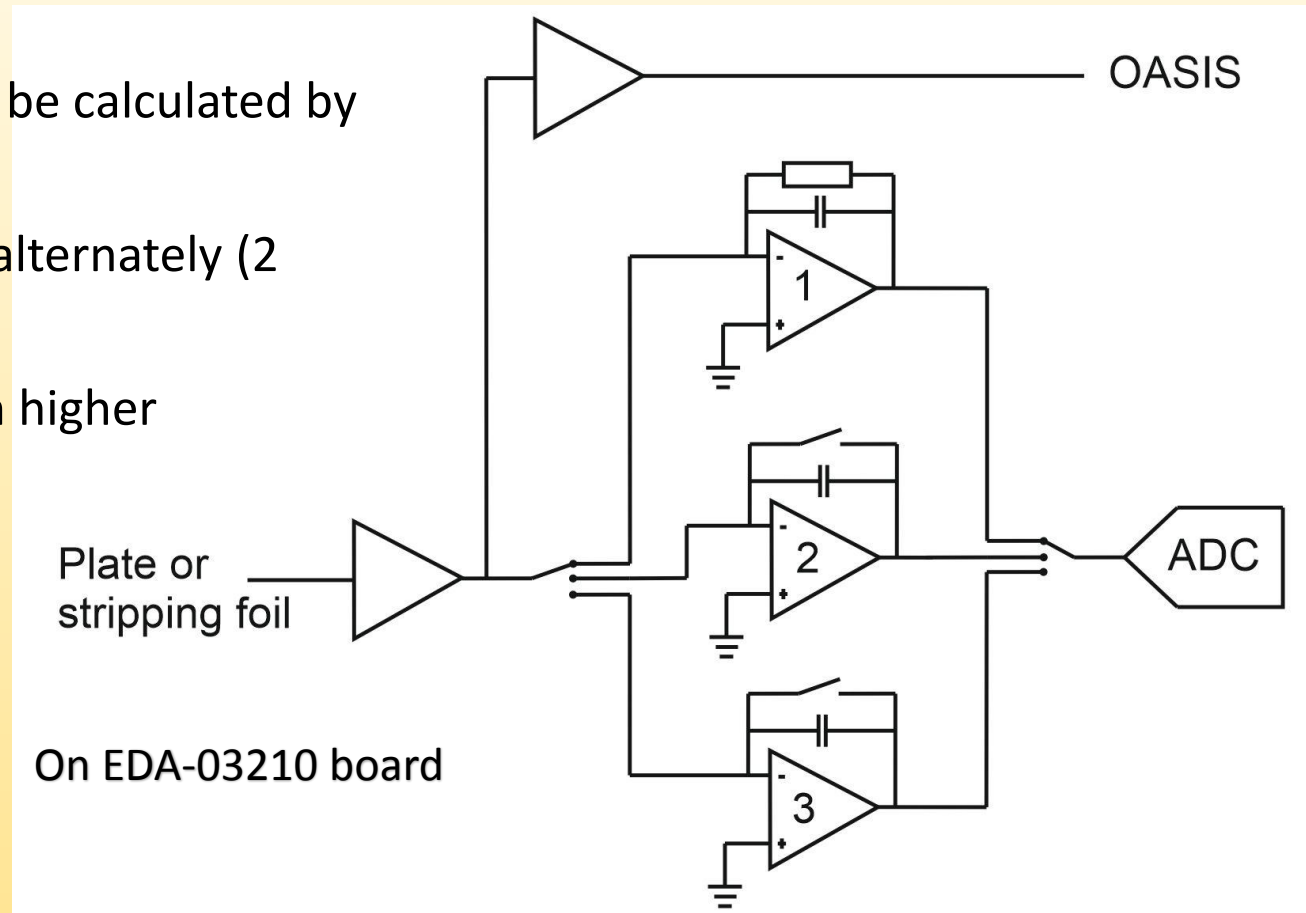 OASIS
be calculated by
alternately (2
higher
- 1 +
- 2 +
Plate or
stripping foil
ADC
- 3 +
On EDA-03210 board